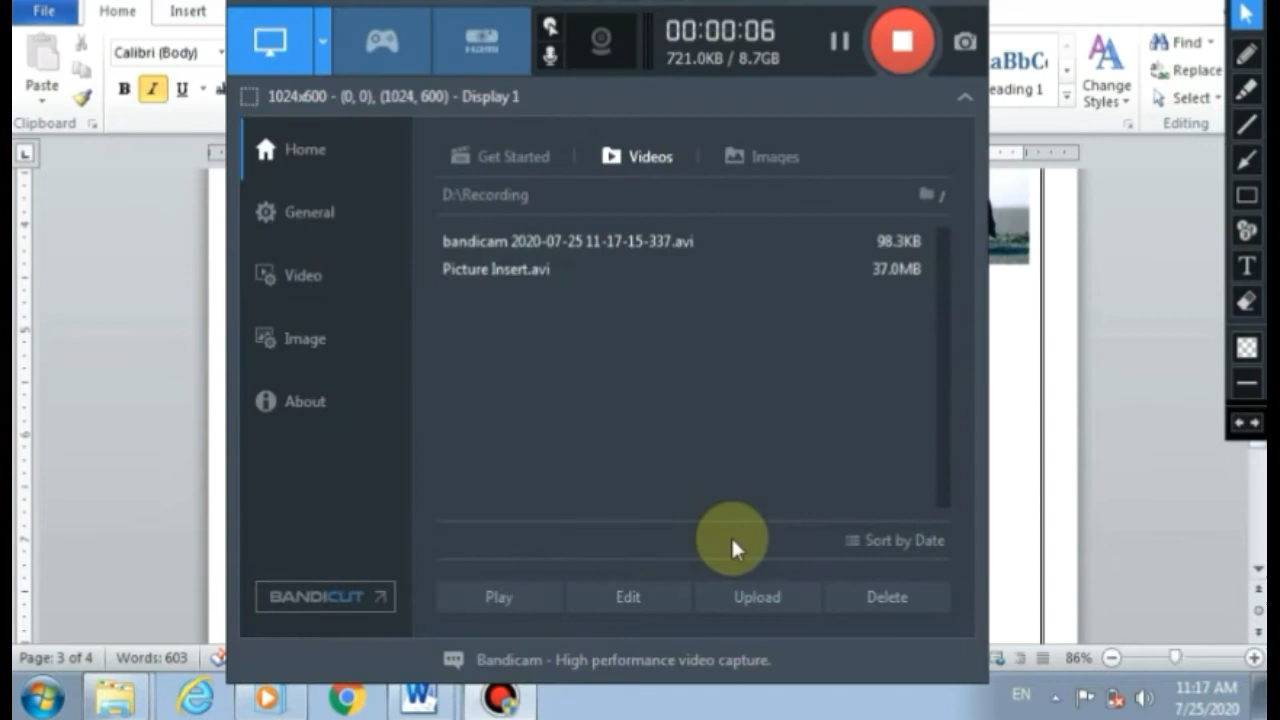 File Home Insert
00:00:06
721.0KB / 8.7GB
HDMI
Calibri (Body)
Paste
B I U
Clipboard
Find
Replace
Select
Editing
Change
Styles
eading 1
1024x600 - (0, 0), (1024, 600) - Display 1
Home
General
Video
Image
About
BANDICUT
Get Started Videos Images
D:\Recording
bandicam 2020-07-25 11-17-15-337.avi 98.3KB
Picture Insert.avi 37.0MB
Sort by Date
Play Edit Upload Delete
Bandicam - High performance video capture.
T
Page: 3 of 4 Words: 603
86%
EN
11:17 AM
7/25/2020